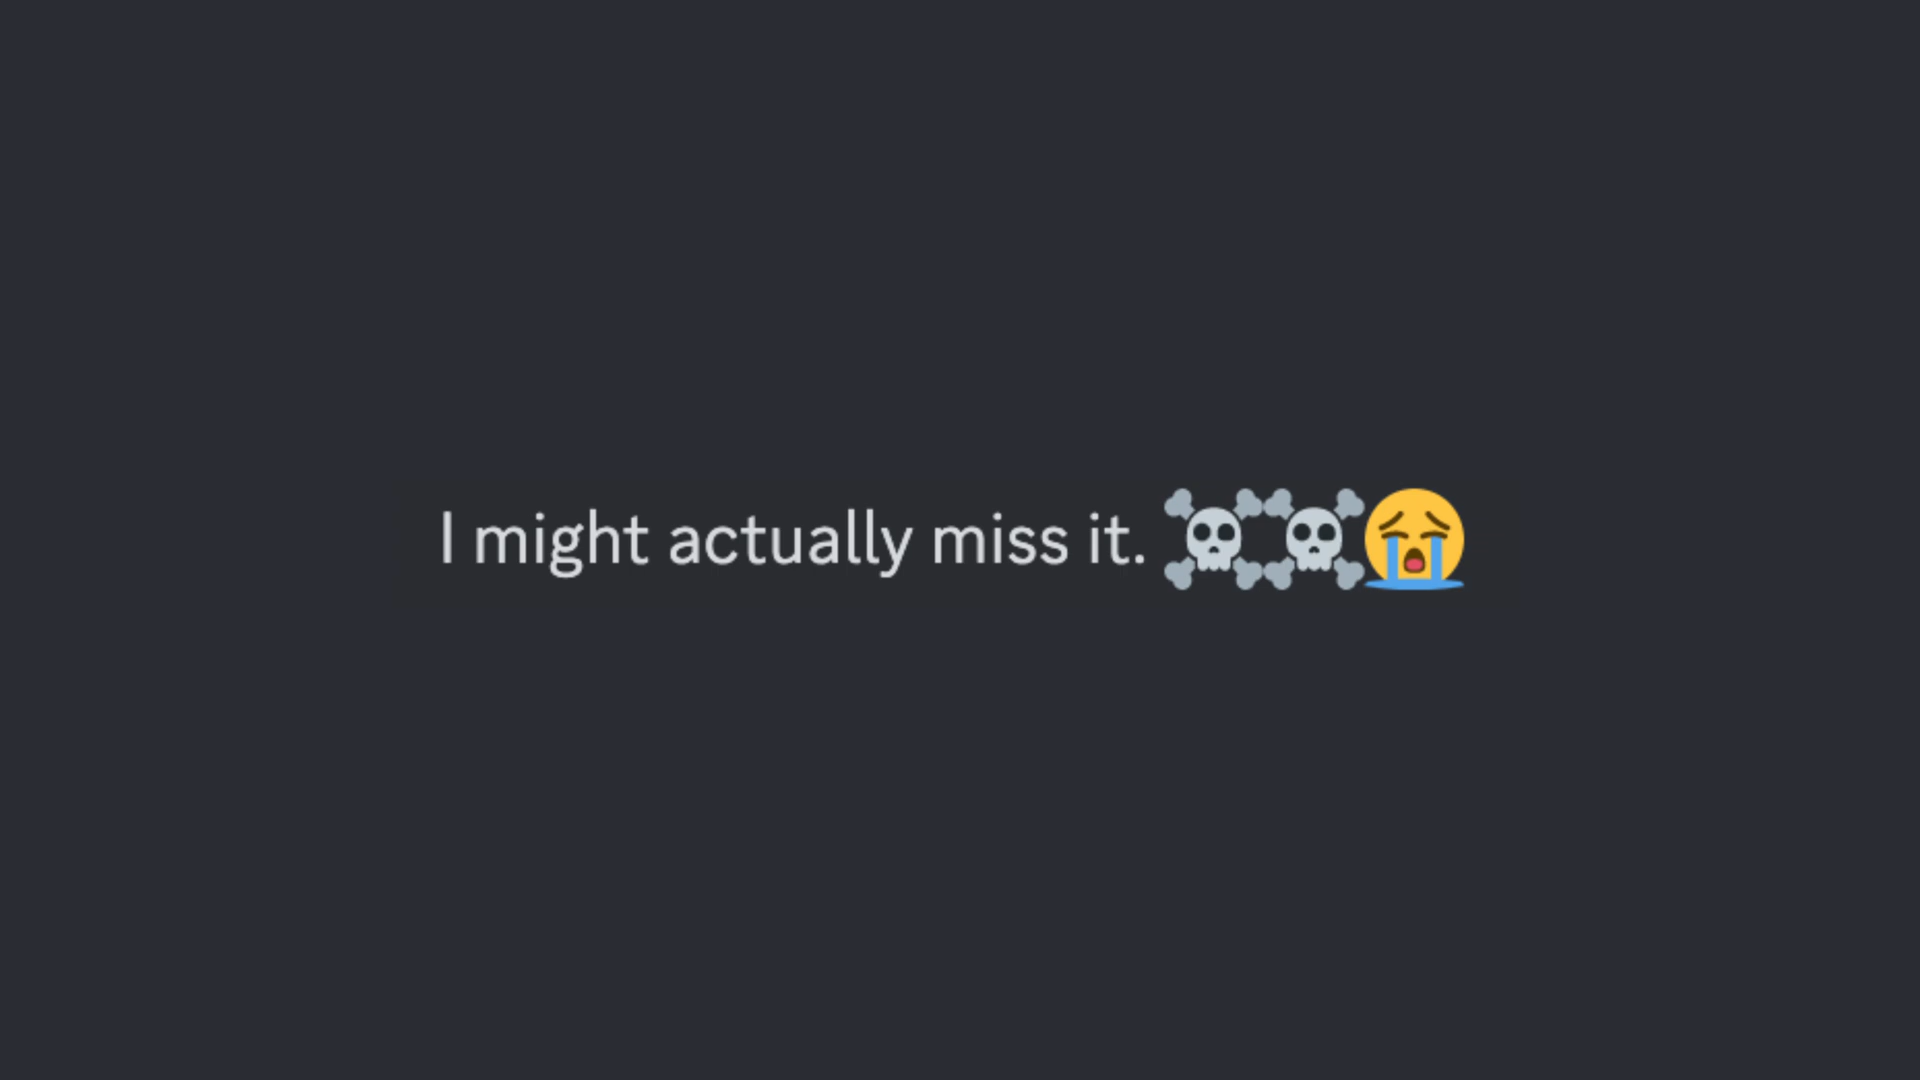 I might actually miss it. ☠️☠️😭